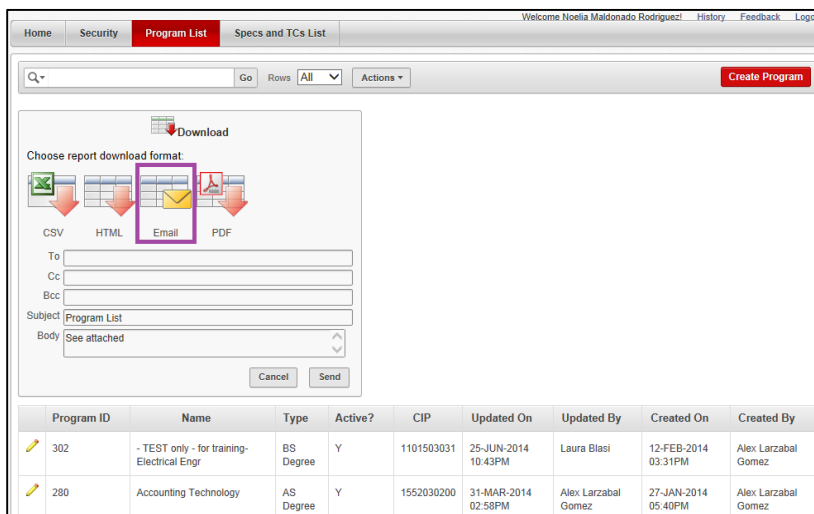 Welcome Noelia Maldonado Rodriguez! History Feedback Logo
Home Security Program List Specs and TCs List
Go Rows All Actions Create Program
Download
Choose report download format:
CSV HTML Email PDF
To
Cc
Bcc
Subject Program List
Body See attached
Cancel Send
Program ID Name Type Active? CIP Updated On Updated By Created On Created By
302 - TEST only - for training- BS Y 1101503031 25-JUN-2014 Laura Blasi 12-FEB-2014 Alex Larzabal
Electrical Engr Degree 10:43PM 03:31PM Gomez
280 Accounting Technology AS Y 1552030200 31-MAR-2014 Alex Larzabal 27-JAN-2014 Alex Larzabal
Degree 02:58PM Gomez 05:40PM Gomez